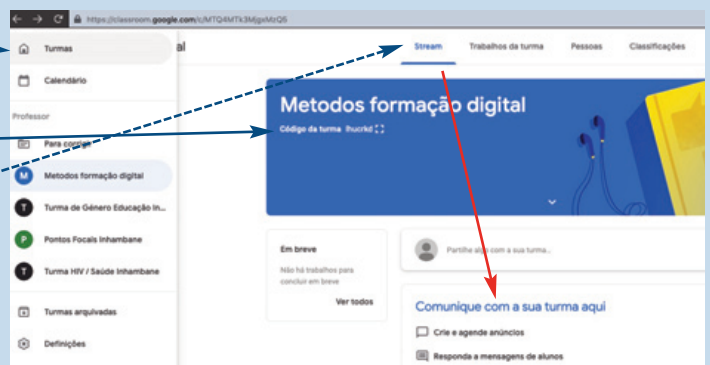 https://classroom.google.com/c/MTQ4MTk3MjgxMzQ5
Turmas
al
Stream
Trabalhos da turma
Pessoas
Classificações
Calendário
Professor
Para corrigir
Metodos formação digital
Turma de Género Educação In...
Pontos Focais Inhambane
Turma HIV / Saúde Inhambane
Turmas arquivadas
Definições
M
T
P
T
Metodos formação digital
Código da turma
Em breve
Não há trabalhos para
concluir em breve
Ver todos
Partilhe algo com a sua turma...
Comunique com a sua turma aqui
Crie e agende anúncios
Responda a mensagens de alunos